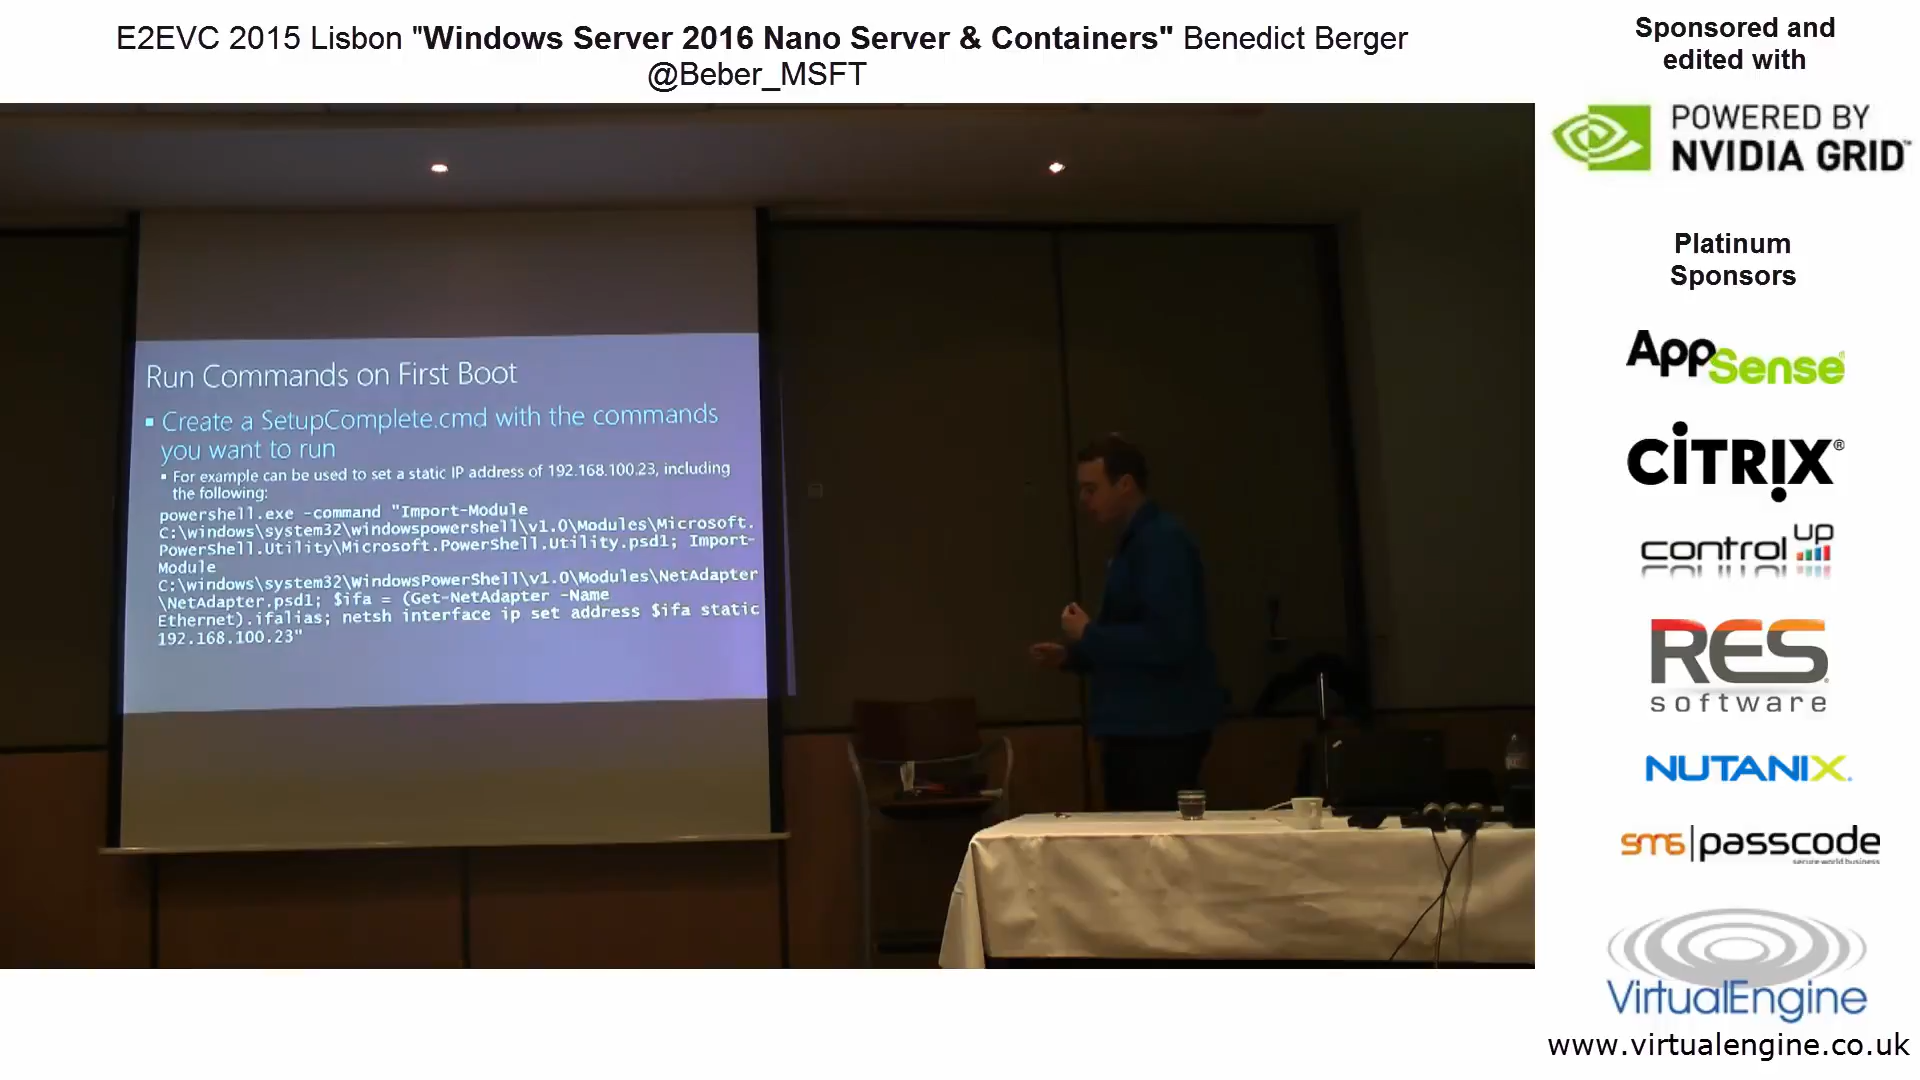 E2EVC 2015 Lisbon "Windows Server 2016 Nano Server & Containers" Benedict Berger
@Beber_MSFT
Sponsored and
edited with
POWERED BY
NVIDIA GRID™
Platinum
Sponsors
AppSense®
CITRIX®
control UP
RES
software
NUTANIX.
sms|passcode
secure world business
VirtualEngine
www.virtualengine.co.uk
Run Commands on First Boot
▪ Create a SetupComplete.cmd with the commands
you want to run
▪ For example can be used to set a static IP address of 192.168.100.23, including
the following:
powershell.exe -command "Import-Module
C:\windows\system32\windowspowershell\v1.0\Modules\Microsoft.
PowerShell.Utility\Microsoft.PowerShell.Utility.psd1; Import-
Module
C:\windows\system32\WindowsPowerShell\v1.0\Modules\NetAdapter
\NetAdapter.psd1; $ifa = (Get-NetAdapter -Name
Ethernet).ifalias; netsh interface ip set address $ifa static
192.168.100.23"